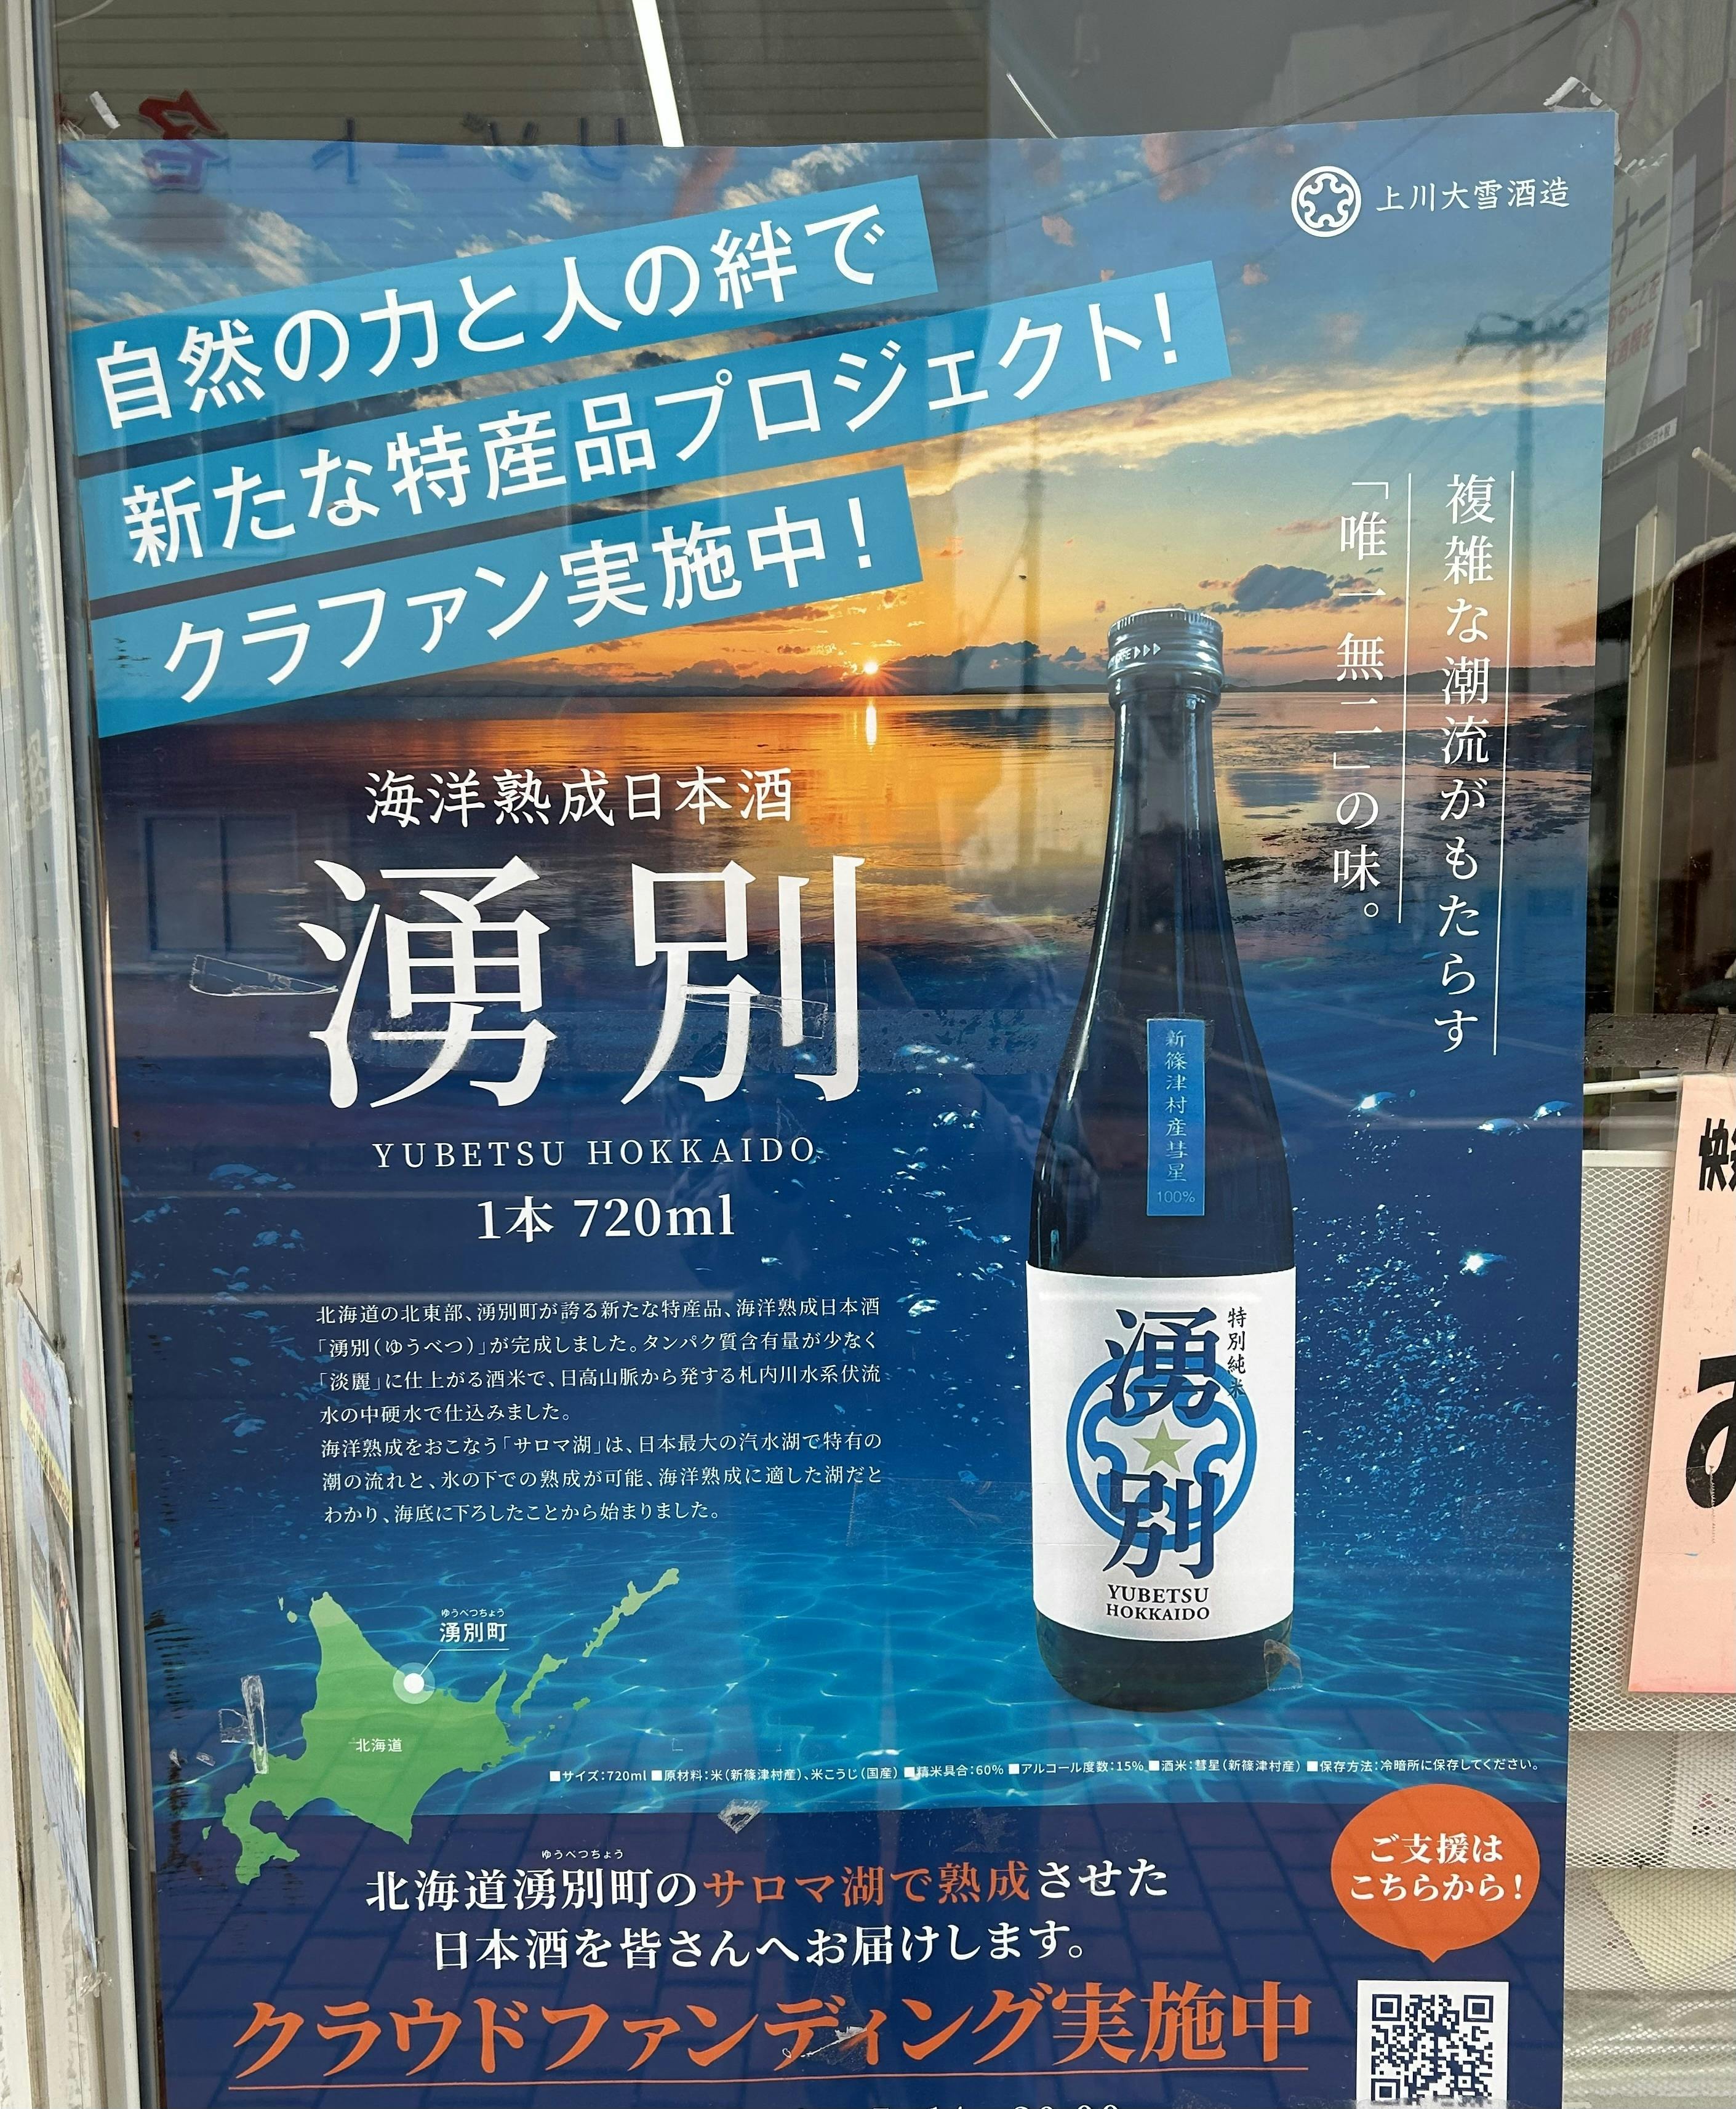 上川大雪酒造
自然の力と人の絆で
新たな特産品プロジェクト!
クラファン実施中!
複雑な潮流がもたらす
「唯一無二」の味。
海洋熟成日本酒
湧別
YUBETSU HOKKAIDO
1本 720ml
北海道の北東部、湧別町が誇る新たな特産品、海洋熟成日本酒
「湧別(ゆうべつ)」が完成しました。タンパク質含有量が少なく
「淡麗」に仕上がる酒米で、日高山脈から発する札内川水系伏流
水の中硬水で仕込みました。
海洋熟成をおこなう「サロマ湖」は、日本最大の汽水湖で特有の
潮の流れと、氷の下での熟成が可能、海洋熟成に適した湖だと
わかり、海底に下ろしたことから始まりました。
新篠津村産彗星
100%
特別純米
湧別
YUBETSU
HOKKAIDO
ゆうべつちょう
湧別町
北海道
■サイズ:720ml ■原材料:米(新篠津村産)、米こうじ(国産) ■精米具合:60% ■アルコール度数:15% ■酒米:彗星(新篠津村産) ■保存方法:冷暗所に保存してください。
ゆうべつちょう
北海道湧別町のサロマ湖で熟成させた
日本酒を皆さんへお届けします。
クラウドファンディング実施中
ご支援は
こちらから!